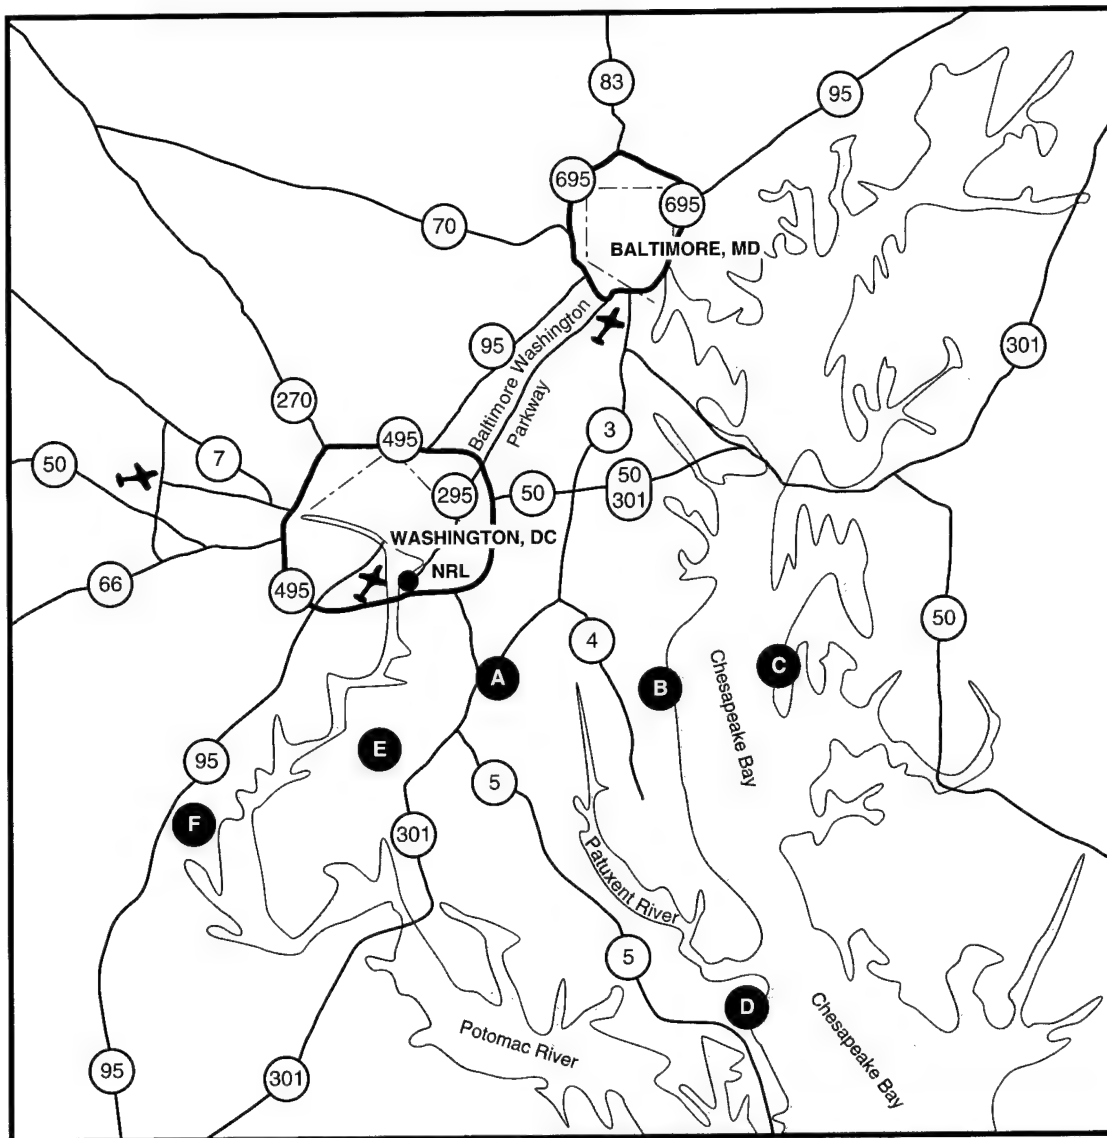 83
95
695
695
70
BALTIMORE, MD
95
Baltimore Washington
Parkway
301
270
495
3
50
7
295
50
50
301
WASHINGTON, DC
NRL
66
495
50
4
A
B
Chesapeake Bay
C
E
95
5
F
301
Patuxent River
5
D
Potomac River
Chesapeake Bay
95
301